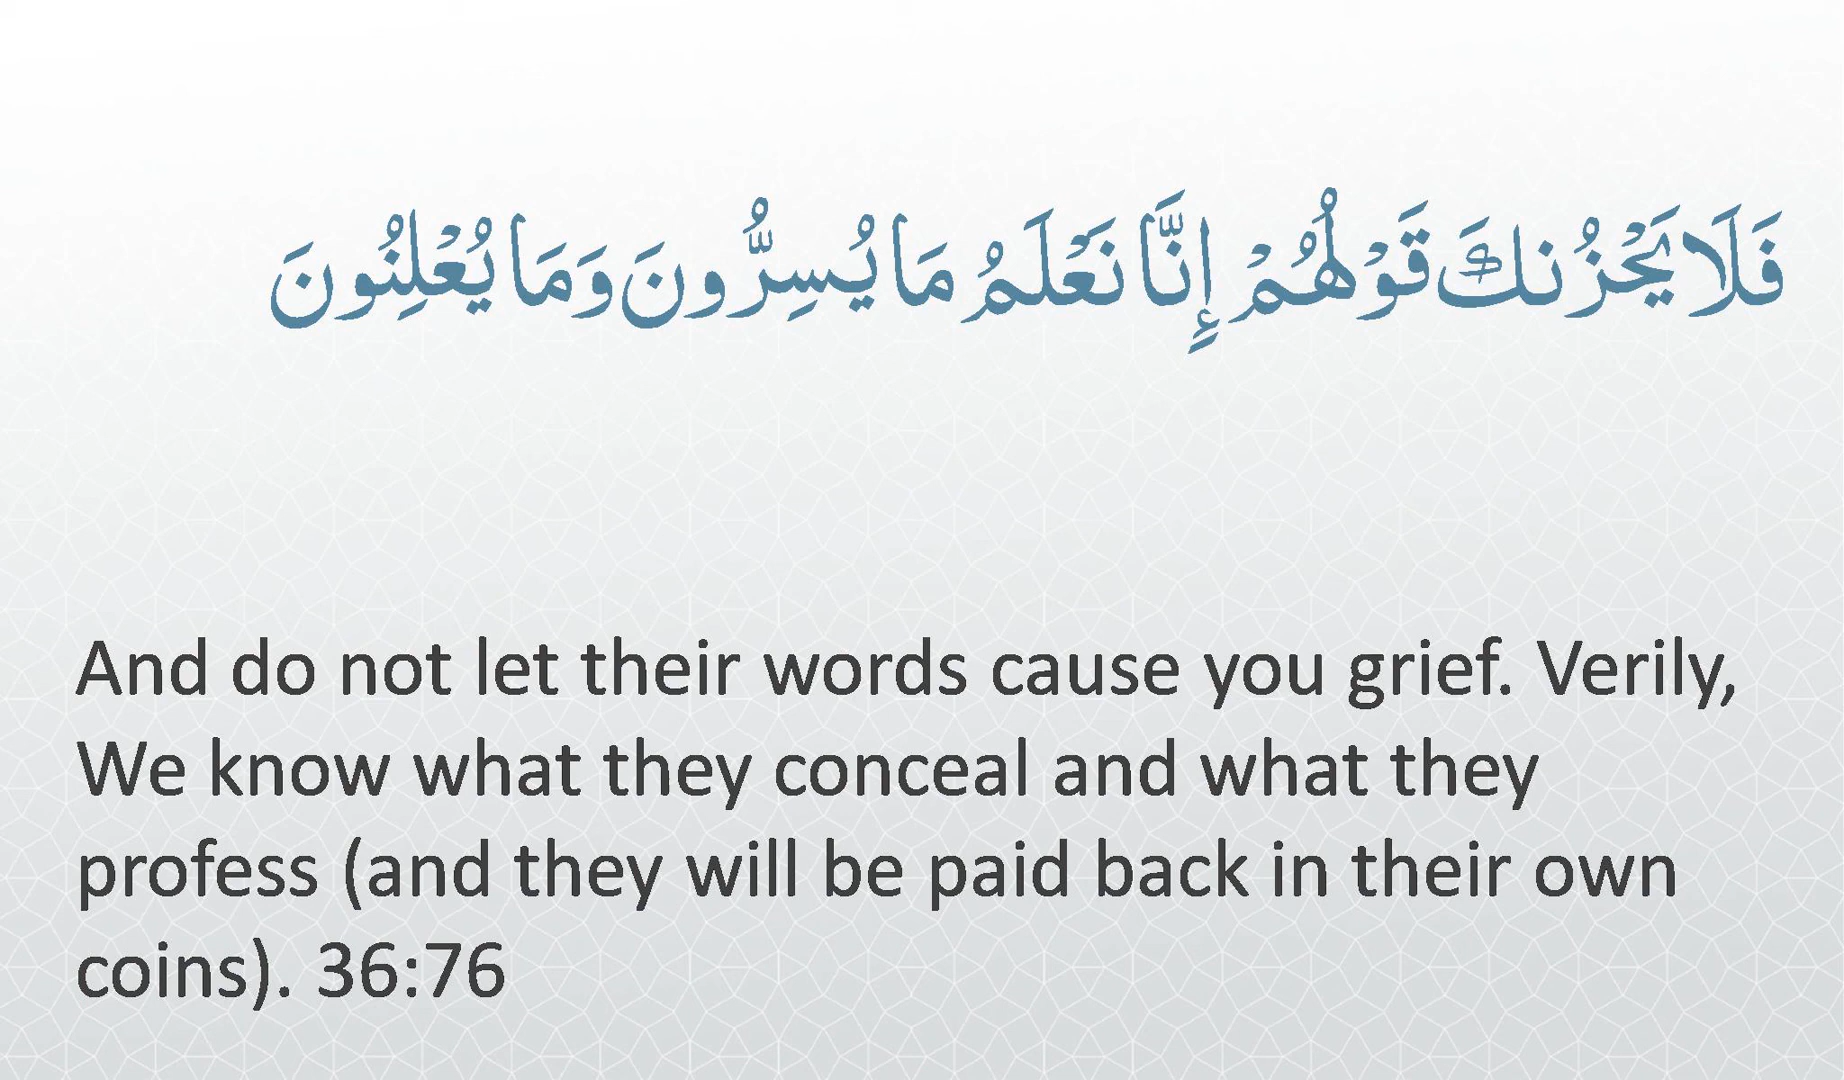 فَلَا يَحْزُنكَ قَوْلُهُمْ إِنَّا نَعْلَمُ مَا يُسِرُّونَ وَمَا يُعْلِنُونَ
And do not let their words cause you grief. Verily,
We know what they conceal and what they
profess (and they will be paid back in their own
coins). 36:76